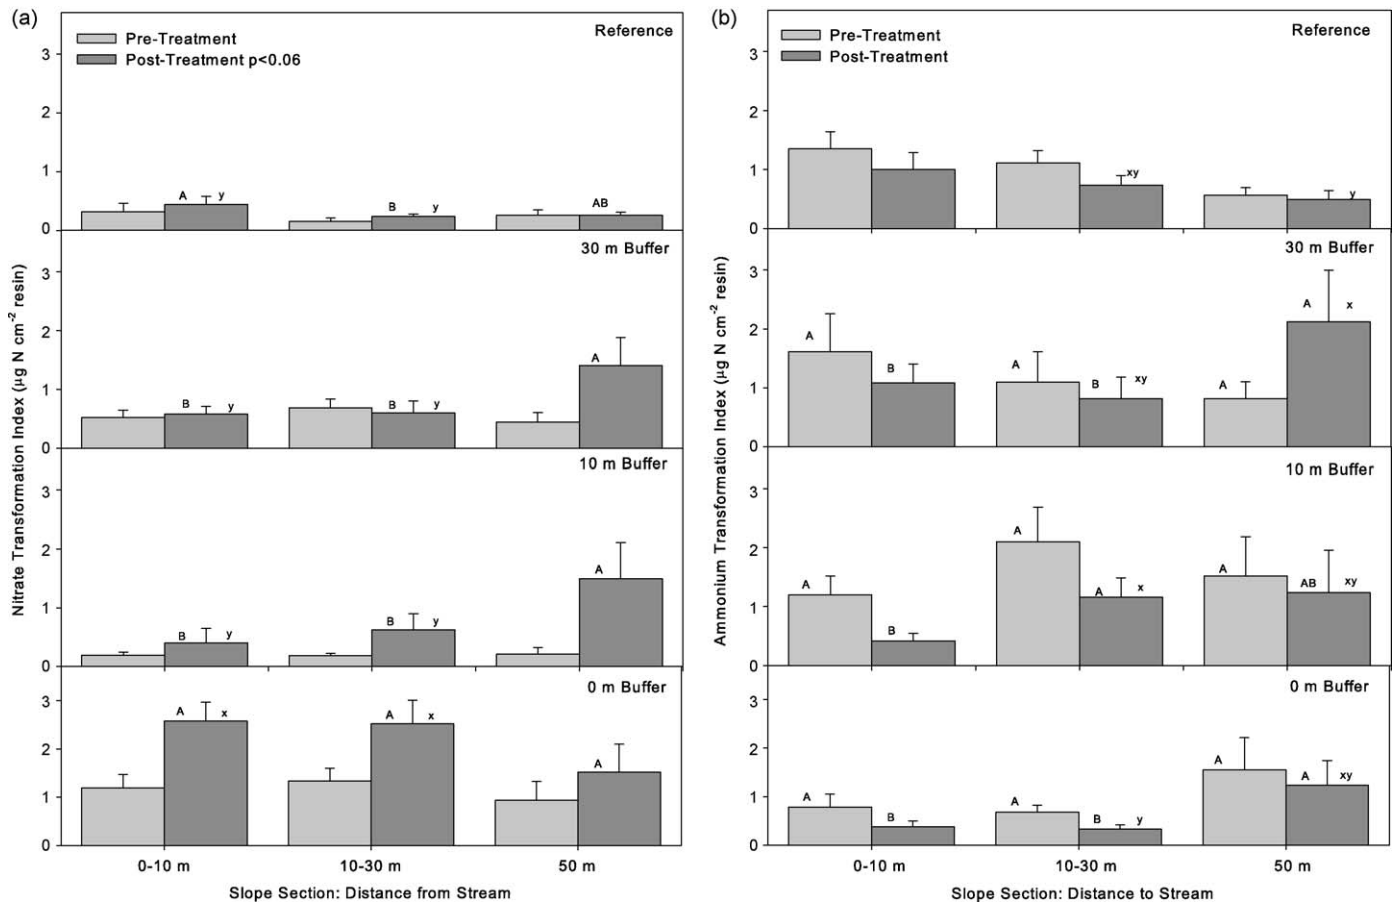 (a)
Nitrate Transformation Index (µg N cm⁻² resin)
Pre-Treatment
Post-Treatment p<0.06
Reference
3
2
1
0
A y
B y
AB
30 m Buffer
3
2
1
0
B y
B y
A
10 m Buffer
3
2
1
0
B y
B y
A
0 m Buffer
3
2
1
0
A x
A x
A
0-10 m 10-30 m 50 m
Slope Section: Distance from Stream
(b)
Ammonium Transformation Index (µg N cm⁻² resin)
Pre-Treatment
Post-Treatment
Reference
3
2
1
0
xy
y
30 m Buffer
3
2
1
0
A B
A B xy
A A x
10 m Buffer
3
2
1
0
A B
A A x
A AB xy
0 m Buffer
3
2
1
0
A B
A B y
A A xy
0-10 m 10-30 m 50 m
Slope Section: Distance to Stream